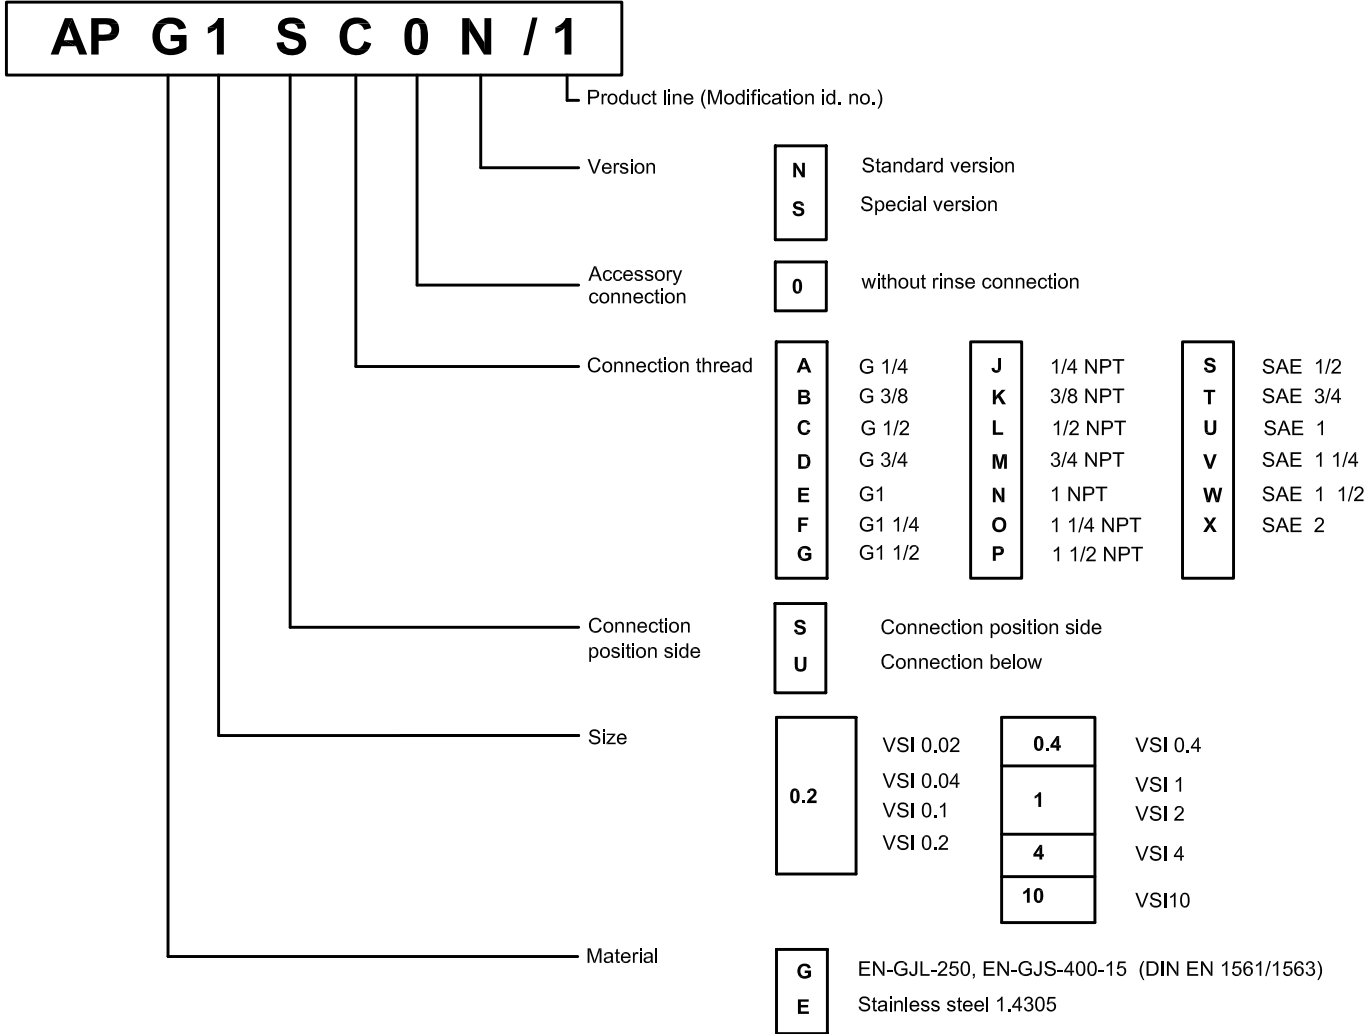 AP G 1 S C 0 N / 1
Product line (Modification id. no.)
Version
N Standard version
S Special version
Accessory
connection
0 without rinse connection
Connection thread
A G 1/4 J 1/4 NPT S SAE 1/2
B G 3/8 K 3/8 NPT T SAE 3/4
C G 1/2 L 1/2 NPT U SAE 1
D G 3/4 M 3/4 NPT V SAE 1 1/4
E G1 N 1 NPT W SAE 1 1/2
F G1 1/4 O 1 1/4 NPT X SAE 2
G G1 1/2 P 1 1/2 NPT
Connection
position side
S Connection position side
U Connection below
Size
0.2
VSI 0.02
VSI 0.04
VSI 0.1
VSI 0.2
0.4 VSI 0.4
1
VSI 1
VSI 2
4 VSI 4
10 VSI10
Material
G EN-GJL-250, EN-GJS-400-15 (DIN EN 1561/1563)
E Stainless steel 1.4305